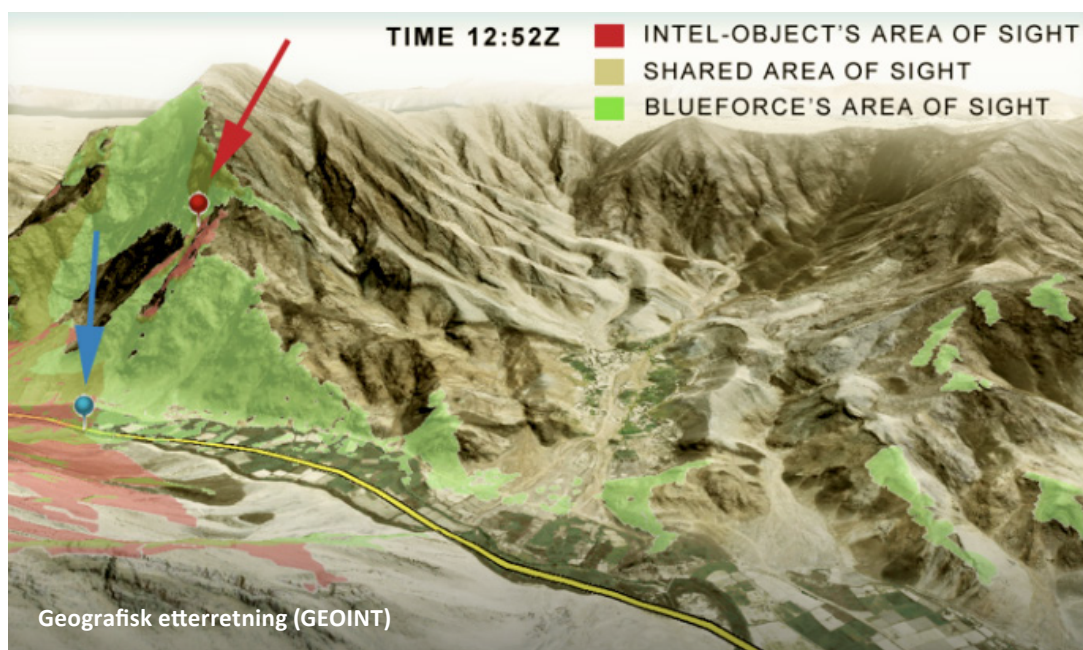 TIME 12:52Z
INTEL-OBJECT'S AREA OF SIGHT
SHARED AREA OF SIGHT
BLUEFORCE'S AREA OF SIGHT
Geografisk etterretning (GEOINT)